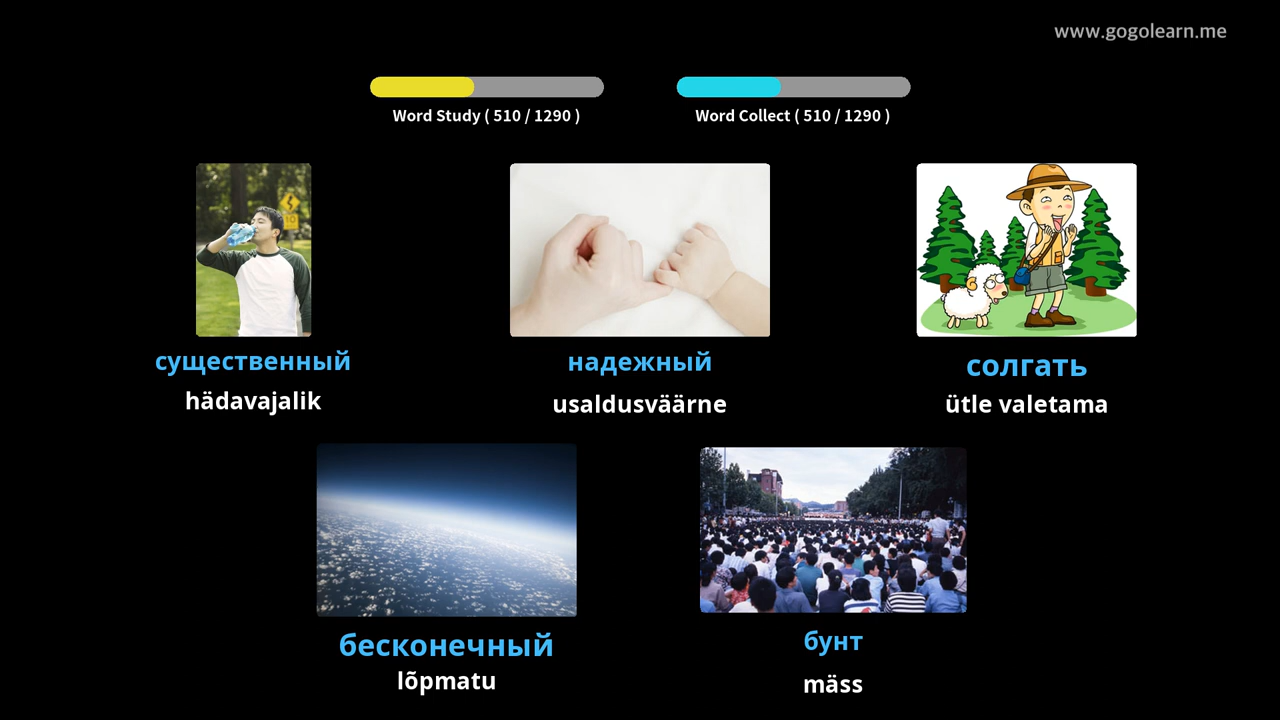 www.gogolearn.me
Word Study ( 510 / 1290 )
Word Collect ( 510 / 1290 )
существенный
hädavajalik
надежный
usaldusväärne
солгать
ütle valetama
бесконечный
lõpmatu
бунт
mäss